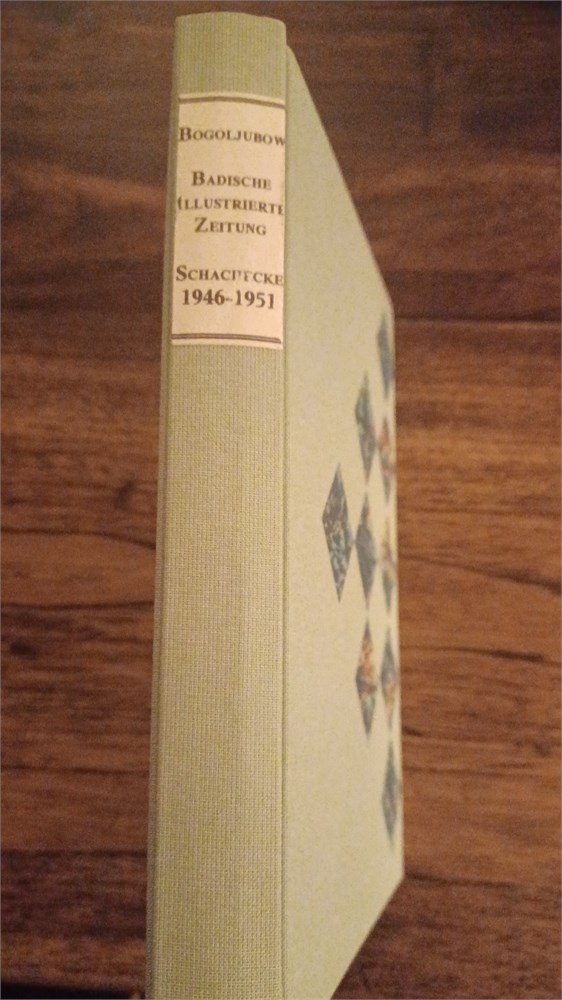 BOGOLJUBOW
BADISCHE
ILLUSTRIERTE
ZEITUNG
SCHACHECKE
1946-1951